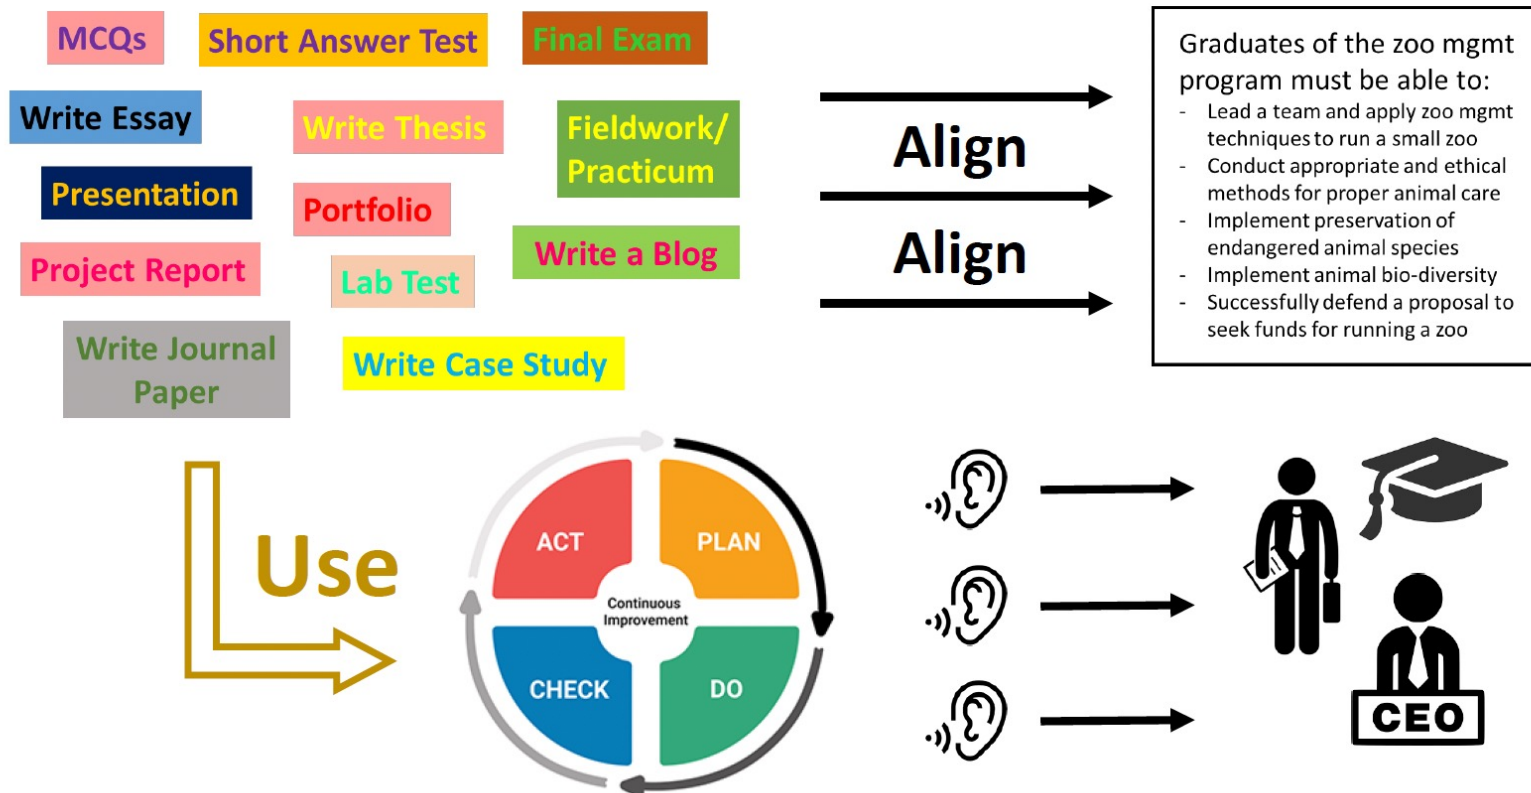 MCQs
Short Answer Test
Final Exam
Write Essay
Write Thesis
Fieldwork/
Practicum
Presentation
Portfolio
Project Report
Lab Test
Write a Blog
Write Journal
Paper
Write Case Study
Align
Align
Graduates of the zoo mgmt
program must be able to:
- Lead a team and apply zoo mgmt
techniques to run a small zoo
- Conduct appropriate and ethical
methods for proper animal care
- Implement preservation of
endangered animal species
- Implement animal bio-diversity
- Successfully defend a proposal to
seek funds for running a zoo
Use
ACT
PLAN
Continuous
Improvement
CHECK
DO
CEO